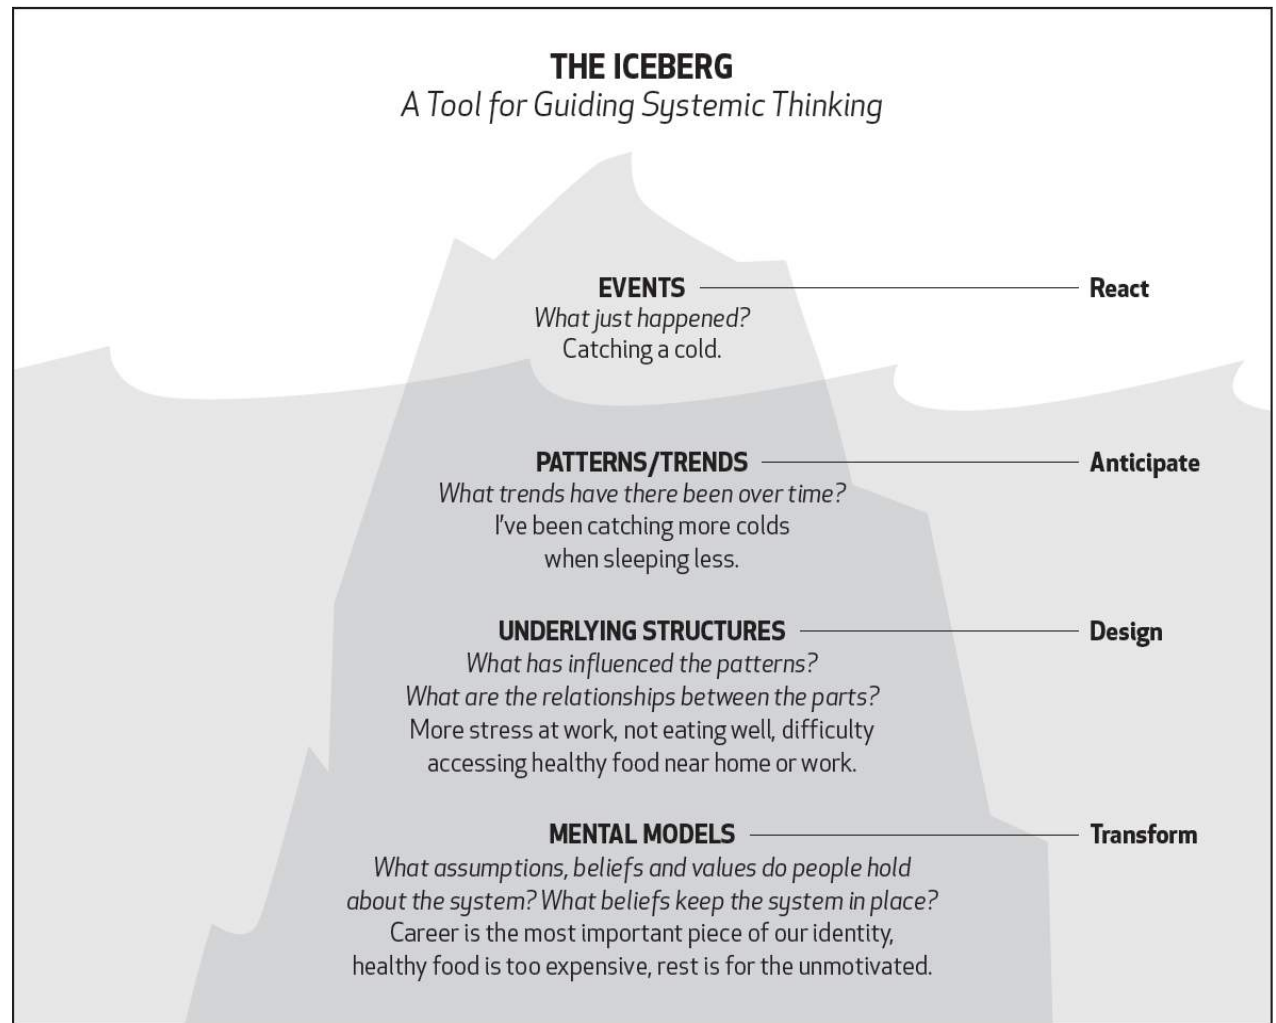 THE ICEBERG
A Tool for Guiding Systemic Thinking
EVENTS
React
What just happened?
Catching a cold.
PATTERNS/TRENDS
Anticipate
What trends have there been over time?
I've been catching more colds
when sleeping less.
UNDERLYING STRUCTURES
Design
What has influenced the patterns?
What are the relationships between the parts?
More stress at work, not eating well, difficulty
accessing healthy food near home or work.
MENTAL MODELS
Transform
What assumptions, beliefs and values do people hold
about the system? What beliefs keep the system in place?
Career is the most important piece of our identity,
healthy food is too expensive, rest is for the unmotivated.